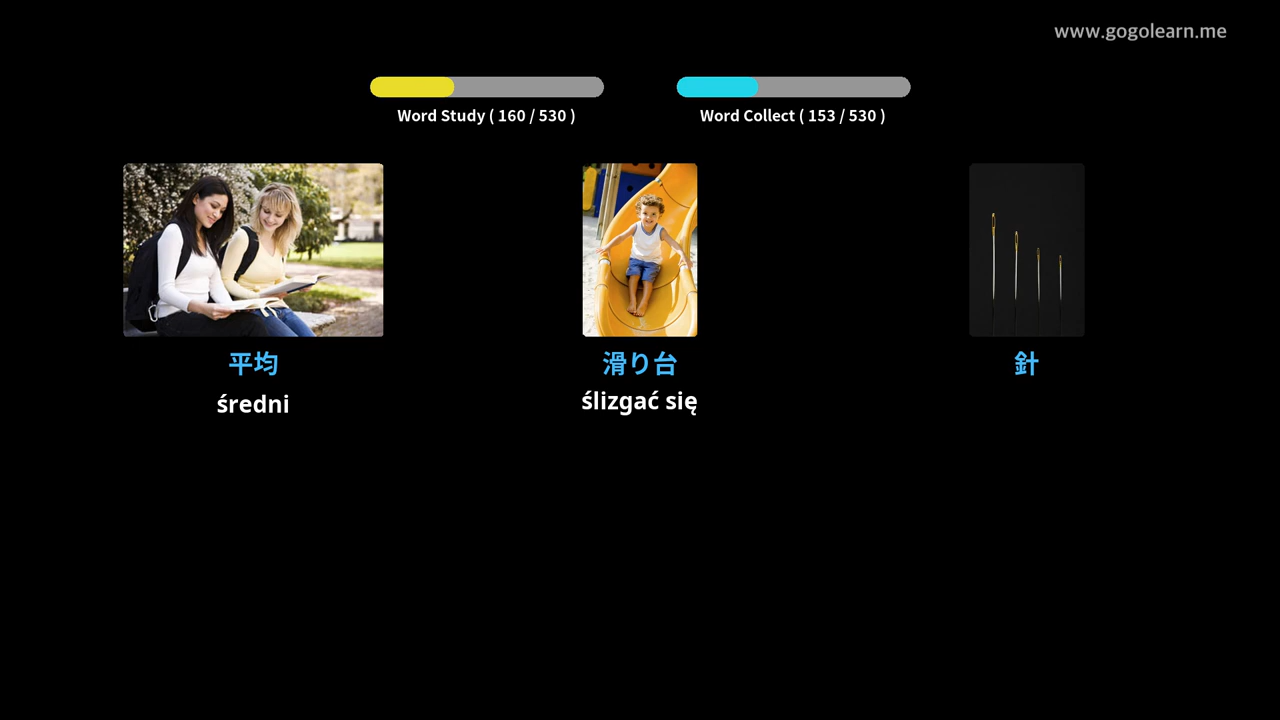 www.gogolearn.me
Word Study ( 160 / 530 )
Word Collect ( 153 / 530 )
平均
średni
滑り台
ślizgać się
針